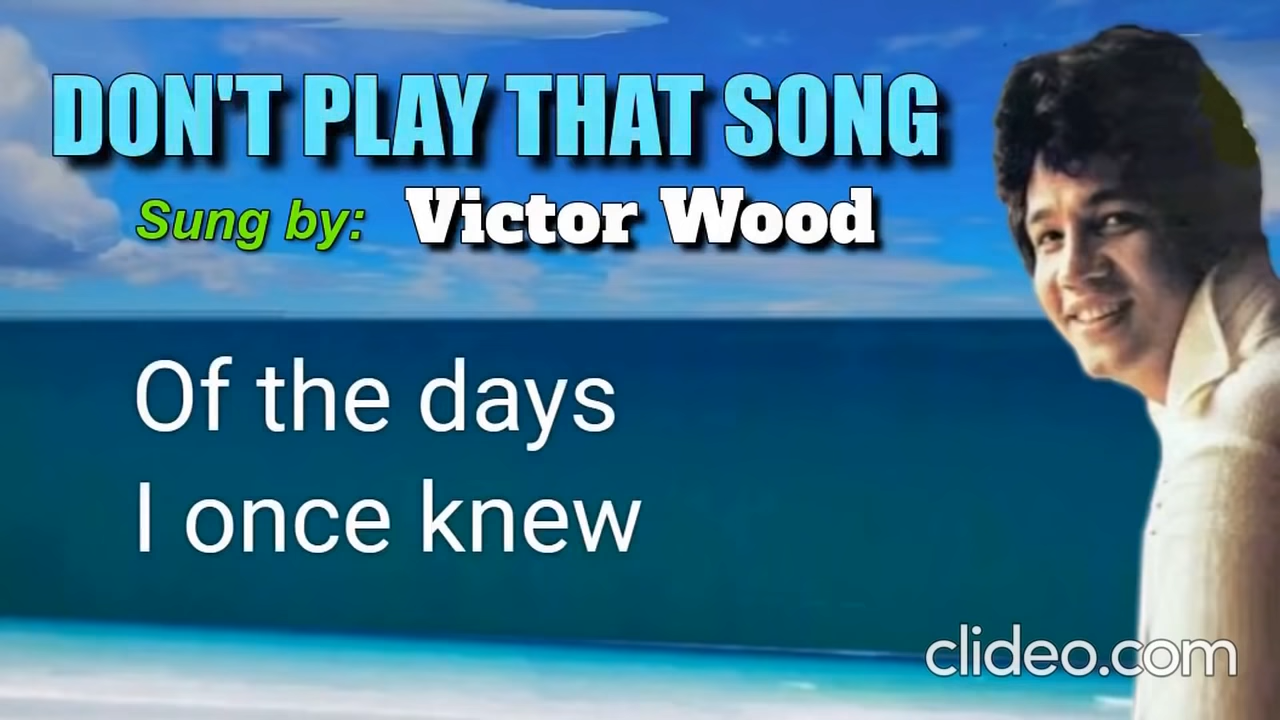 DON'T PLAY THAT SONG
Sung by: Victor Wood
Of the days
I once knew
clideo.com